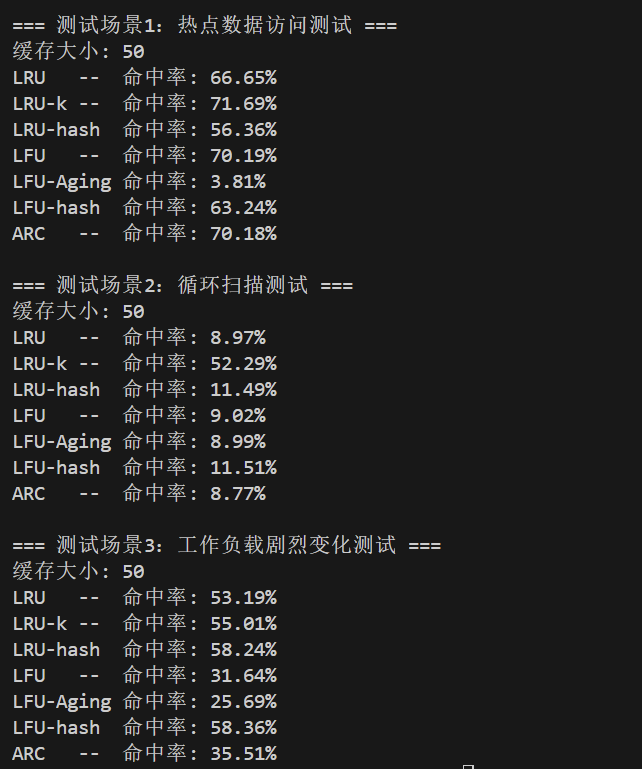 === 测试场景1：热点数据访问测试 ===
缓存大小: 50
LRU   --  命中率: 66.65%
LRU-k --  命中率: 71.69%
LRU-hash  命中率: 56.36%
LFU   --  命中率: 70.19%
LFU-Aging 命中率: 3.81%
LFU-hash  命中率: 63.24%
ARC   --  命中率: 70.18%

=== 测试场景2：循环扫描测试 ===
缓存大小: 50
LRU   --  命中率: 8.97%
LRU-k --  命中率: 52.29%
LRU-hash  命中率: 11.49%
LFU   --  命中率: 9.02%
LFU-Aging 命中率: 8.99%
LFU-hash  命中率: 11.51%
ARC   --  命中率: 8.77%

=== 测试场景3：工作负载剧烈变化测试 ===
缓存大小: 50
LRU   --  命中率: 53.19%
LRU-k --  命中率: 55.01%
LRU-hash  命中率: 58.24%
LFU   --  命中率: 31.64%
LFU-Aging 命中率: 25.69%
LFU-hash  命中率: 58.36%
ARC   --  命中率: 35.51%